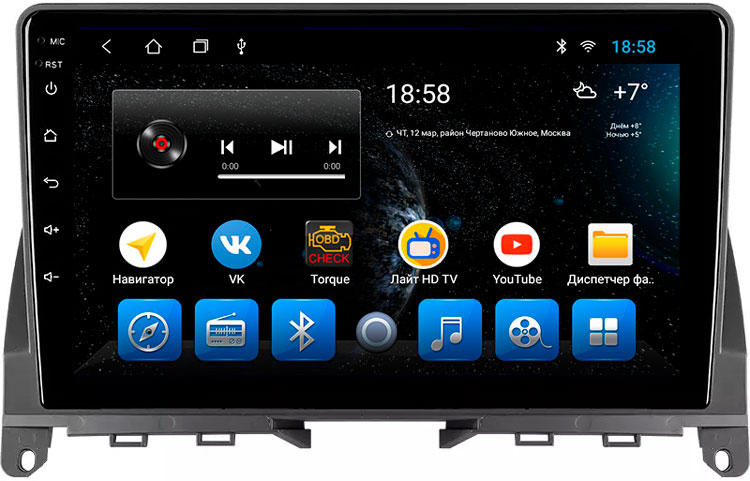 MIC
18:58
RST
18:58
+7°
ЧТ, 12 мар, район Чертаново Южное, Москва
Днём +8°
Ночью +5°
0:00
0:00
OBD
CHECK
Навигатор
VK
Torque
Лайт HD TV
YouTube
Диспетчер фа..